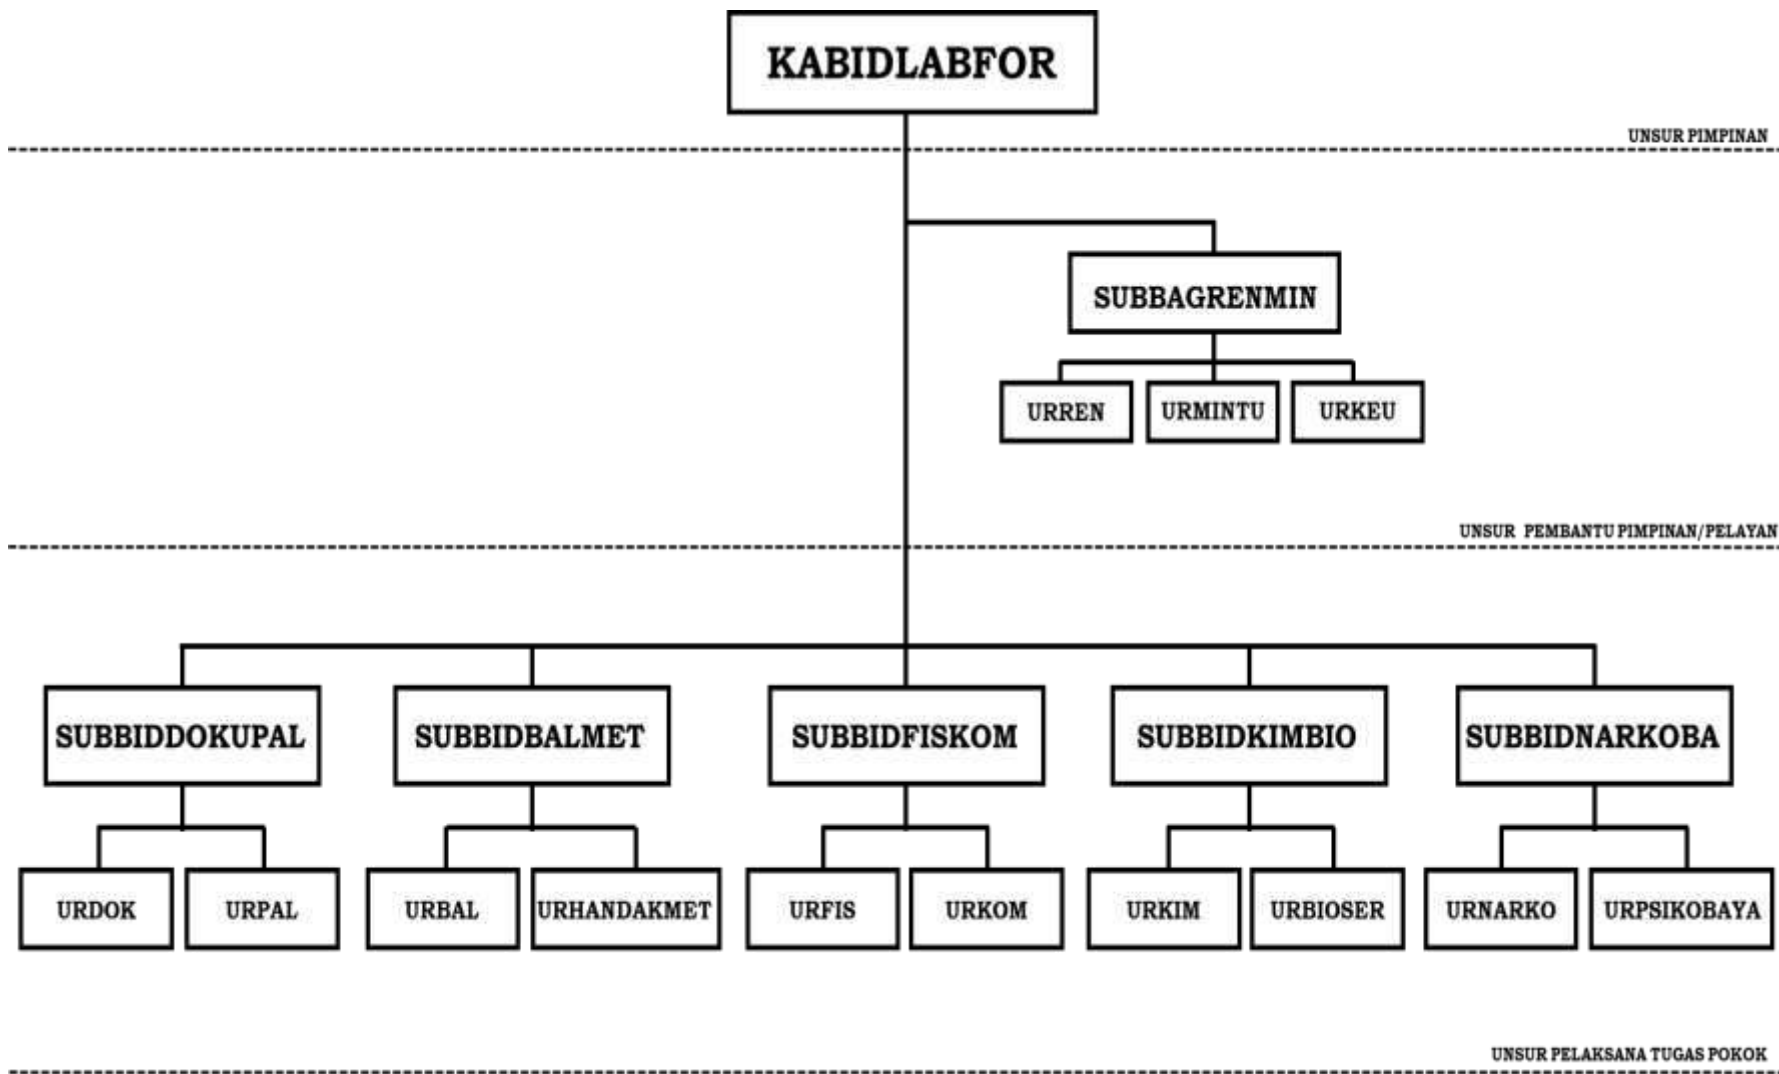 KABIDLABFOR
UNSUR PIMPINAN
SUBBAGRENMIN
URREN
URMINTU
URKEU
UNSUR PEMBANTU PIMPINAN/PELAYAN
SUBBIDDOKUPAL
SUBBIDBALMET
SUBBIDFISKOM
SUBBIDKIMBIO
SUBBIDNARKOBA
URDOK
URPAL
URBAL
URHANDAKMET
URFIS
URKOM
URKIM
URBIOSER
URNARKO
URPSIKOBAYA
UNSUR PELAKSANA TUGAS POKOK